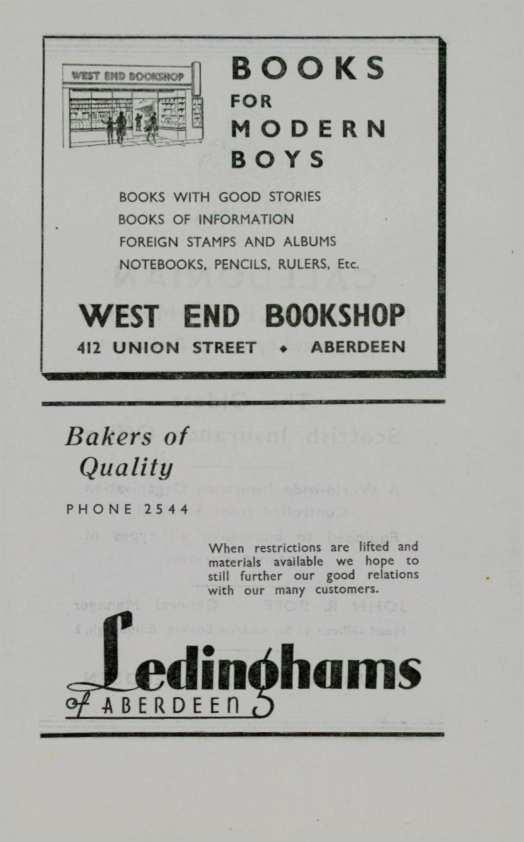 WEST END BOOKSHOP
BOOKS
FOR
MODERN
BOYS
BOOKS WITH GOOD STORIES
BOOKS OF INFORMATION
FOREIGN STAMPS AND ALBUMS
NOTEBOOKS, PENCILS, RULERS, Etc.
WEST END BOOKSHOP
412 UNION STREET ♦ ABERDEEN
Bakers of
Quality
PHONE 2544
When restrictions are lifted and
materials available we hope to
still further our good relations
with our many customers.
Ledinghams
of ABERDEEN